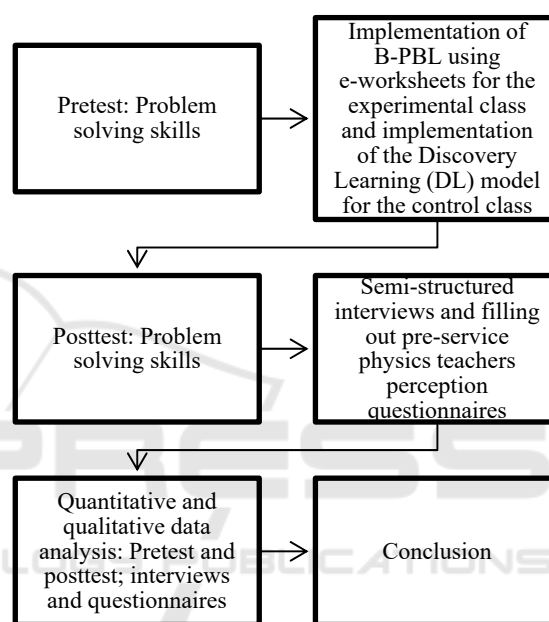 Pretest: Problem
solving skills
Implementation of
B-PBL using
e-worksheets for the
experimental class
and implementation
of the Discovery
Learning (DL) model
for the control class
Posttest: Problem
solving skills
Semi-structured
interviews and filling
out pre-service
physics teachers
perception
questionnaires
Quantitative and
qualitative data
analysis: Pretest and
posttest; interviews
and questionnaires
Conclusion
PRESS
PUBLICATIONS